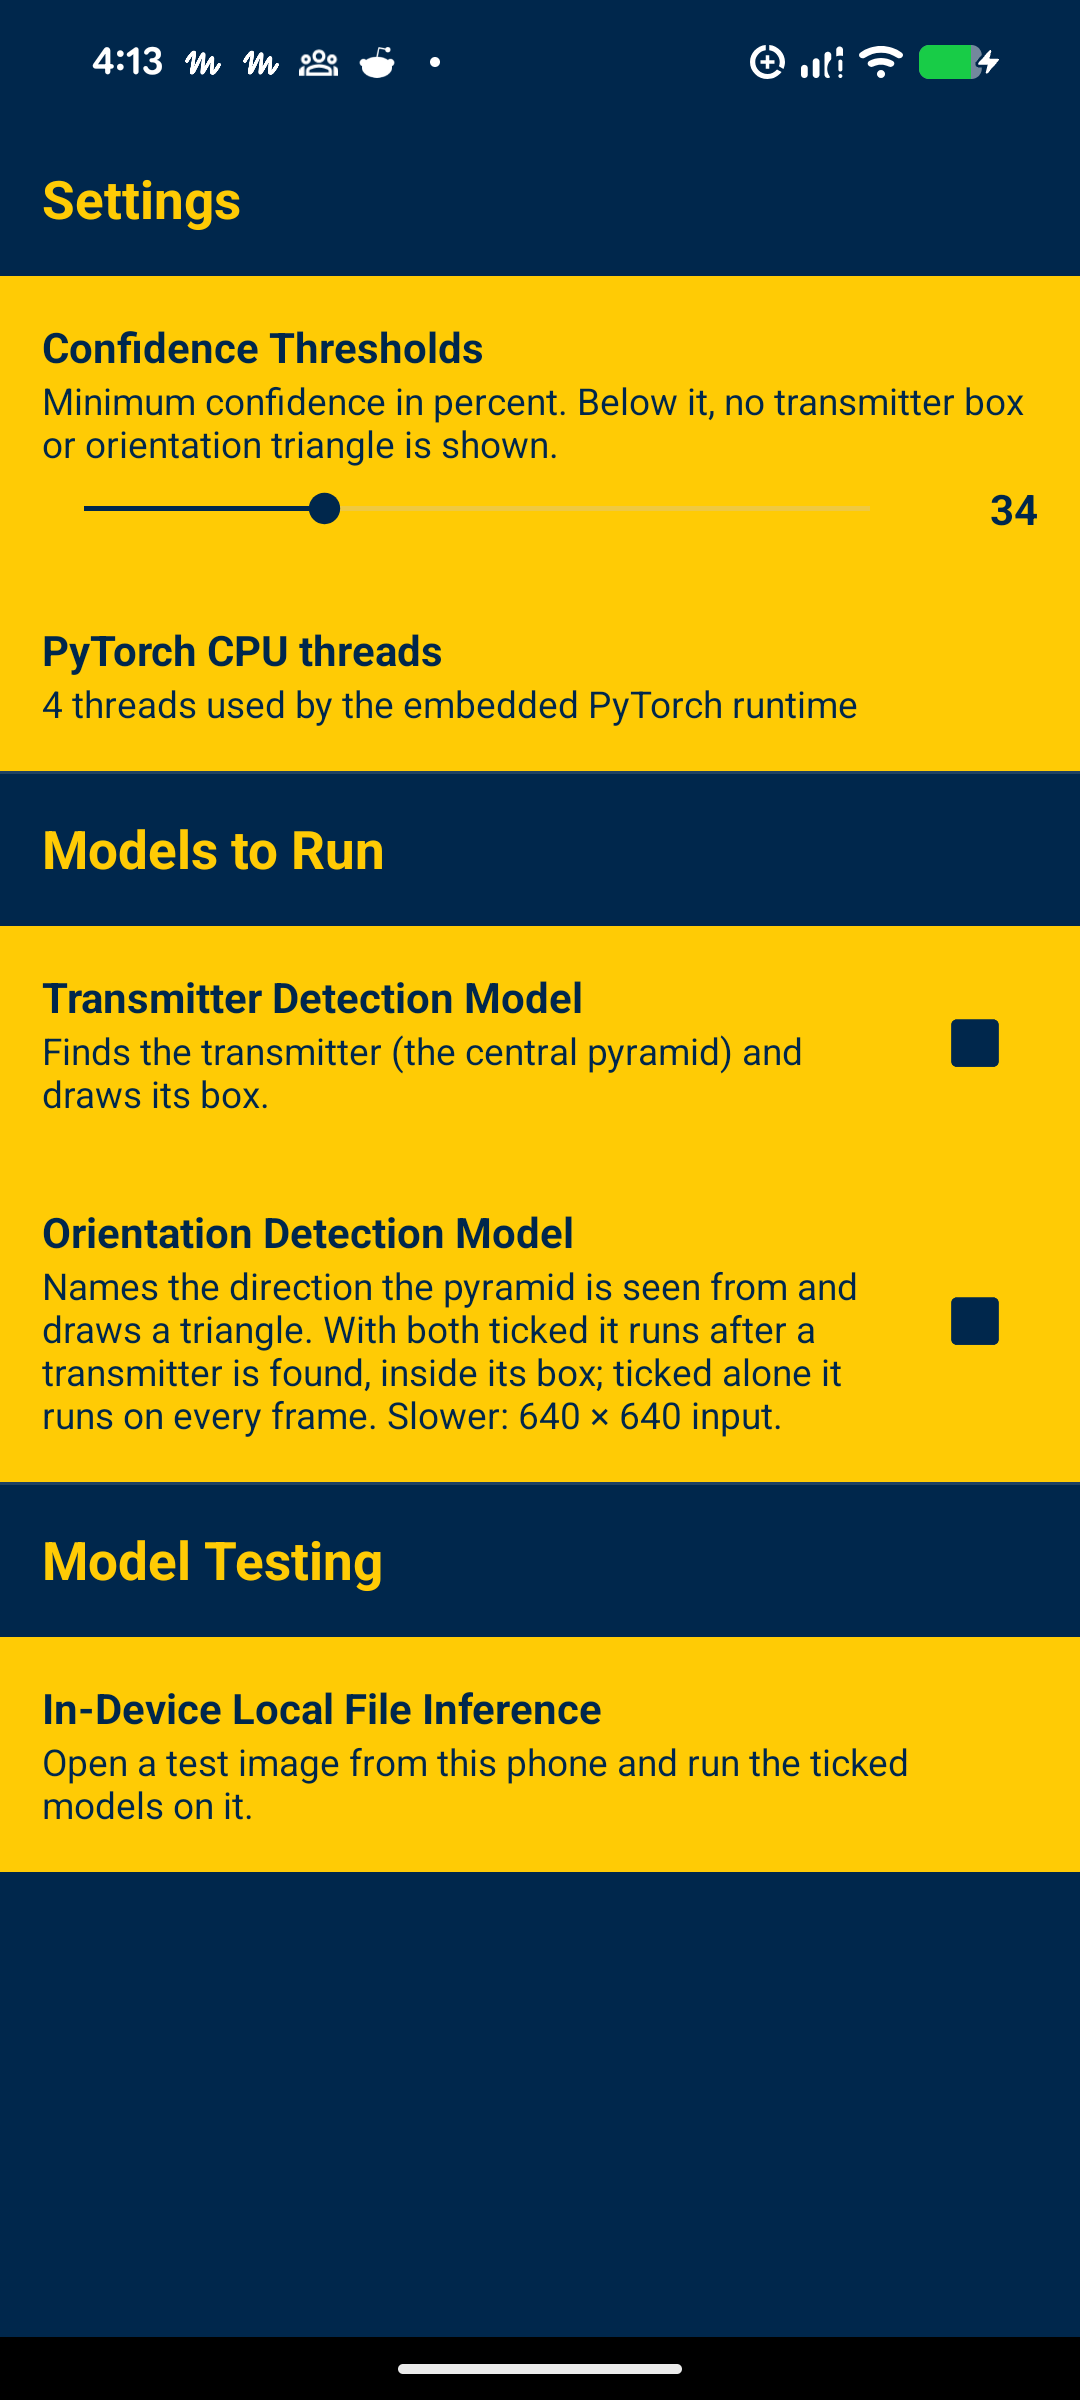 4:13
Settings
Confidence Thresholds
Minimum confidence in percent. Below it, no transmitter box
or orientation triangle is shown.
34
PyTorch CPU threads
4 threads used by the embedded PyTorch runtime
Models to Run
Transmitter Detection Model
Finds the transmitter (the central pyramid) and
draws its box.
Orientation Detection Model
Names the direction the pyramid is seen from and
draws a triangle. With both ticked it runs after a
transmitter is found, inside its box; ticked alone it
runs on every frame. Slower: 640 × 640 input.
Model Testing
In-Device Local File Inference
Open a test image from this phone and run the ticked
models on it.